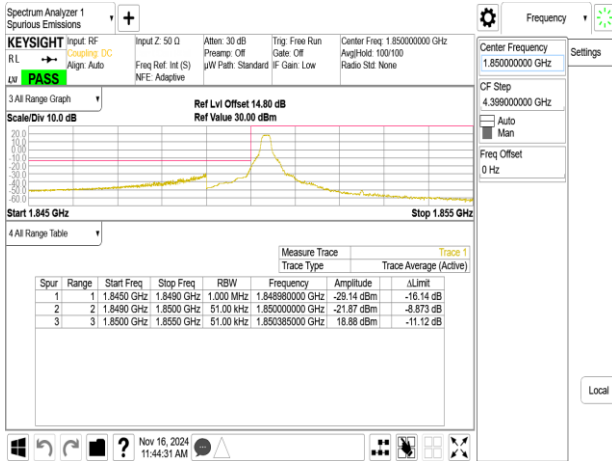 Spectrum Analyzer 1
Spurious Emissions
Frequency
KEYSIGHT Input: RF
RL
Coupling: DC
Align: Auto
LXI PASS
Input Z: 50 Ω
Freq Ref: Int (S)
NFE: Adaptive
Atten: 30 dB
Preamp: Off
µW Path: Standard
Trig: Free Run
Gate: Off
IF Gain: Low
Center Freq: 1.850000000 GHz
Avg|Hold: 100/100
Radio Std: None
Center Frequency
1.850000000 GHz
Settings
CF Step
4.399000000 GHz
Auto
Man
Freq Offset
0 Hz
Local
3 All Range Graph
Scale/Div 10.0 dB
Ref Lvl Offset 14.80 dB
Ref Value 30.00 dBm
20.0
10.0
0.00
-10.0
-20.0
-30.0
-40.0
-50.0
-60.0
Start 1.845 GHz
Stop 1.855 GHz
4 All Range Table
Measure Trace Trace 1
Trace Type Trace Average (Active)
Spur Range Start Freq Stop Freq RBW Frequency Amplitude ΔLimit
1 1 1.8450 GHz 1.8490 GHz 1.000 MHz 1.848980000 GHz -29.14 dBm -16.14 dB
2 2 1.8490 GHz 1.8500 GHz 51.00 kHz 1.850000000 GHz -21.87 dBm -8.873 dB
3 3 1.8500 GHz 1.8550 GHz 51.00 kHz 1.850385000 GHz 18.88 dBm -11.12 dB
?
Nov 16, 2024
11:44:31 AM